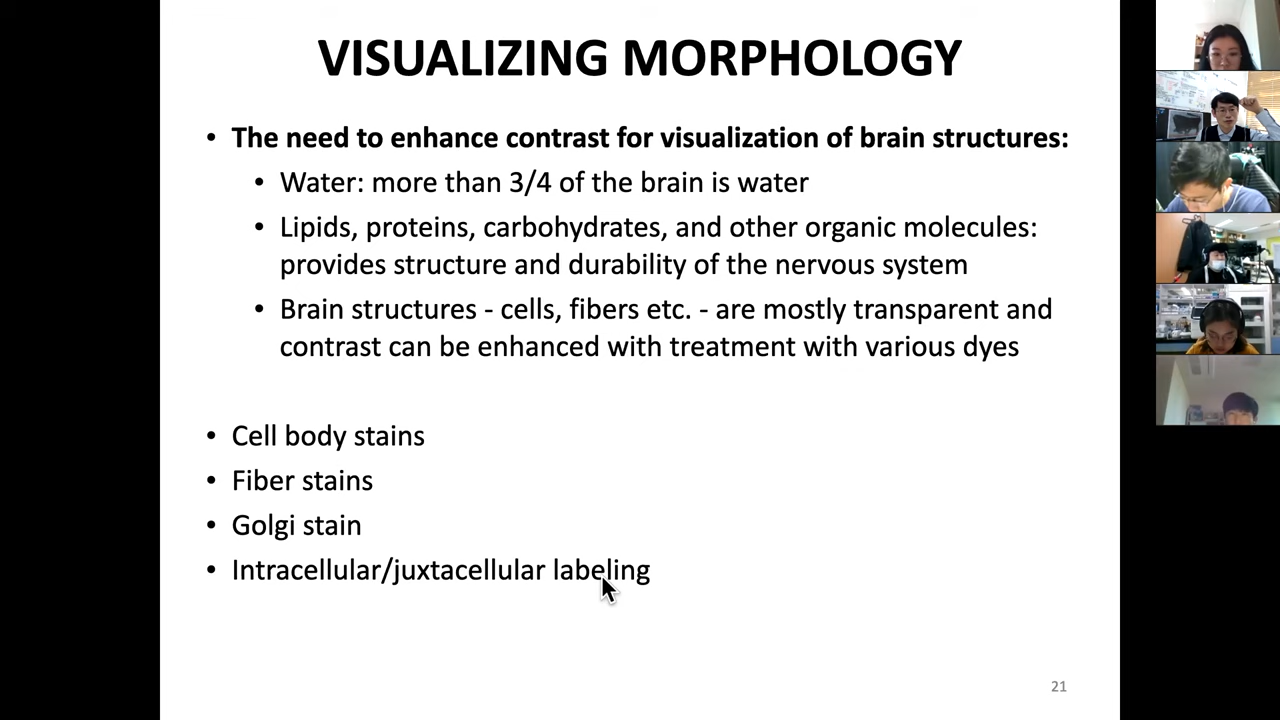 VISUALIZING MORPHOLOGY
• The need to enhance contrast for visualization of brain structures:
• Water: more than 3/4 of the brain is water
• Lipids, proteins, carbohydrates, and other organic molecules:
provides structure and durability of the nervous system
• Brain structures - cells, fibers etc. - are mostly transparent and
contrast can be enhanced with treatment with various dyes
• Cell body stains
• Fiber stains
• Golgi stain
• Intracellular/juxtacellular labeling
21